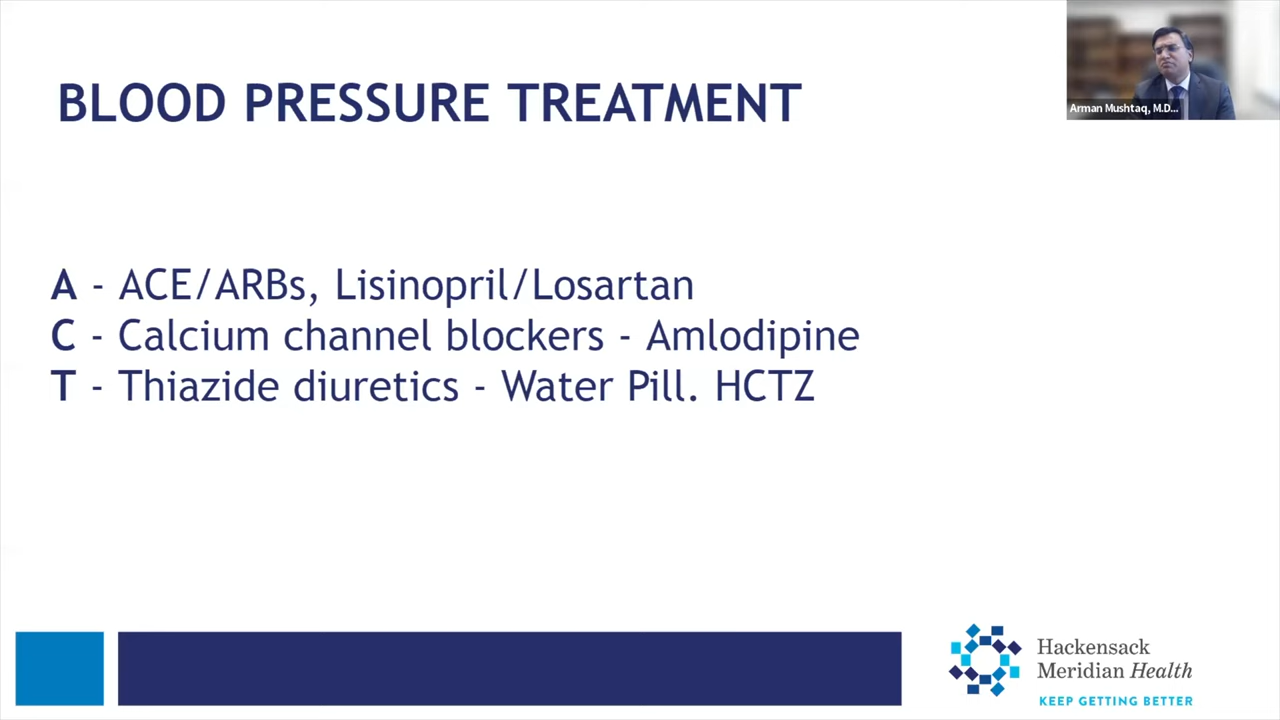 BLOOD PRESSURE TREATMENT
Arman Mushtaq, M.D...
A - ACE/ARBs, Lisinopril/Losartan
C - Calcium channel blockers - Amlodipine
T - Thiazide diuretics - Water Pill. HCTZ
Hackensack
Meridian Health
KEEP GETTING BETTER